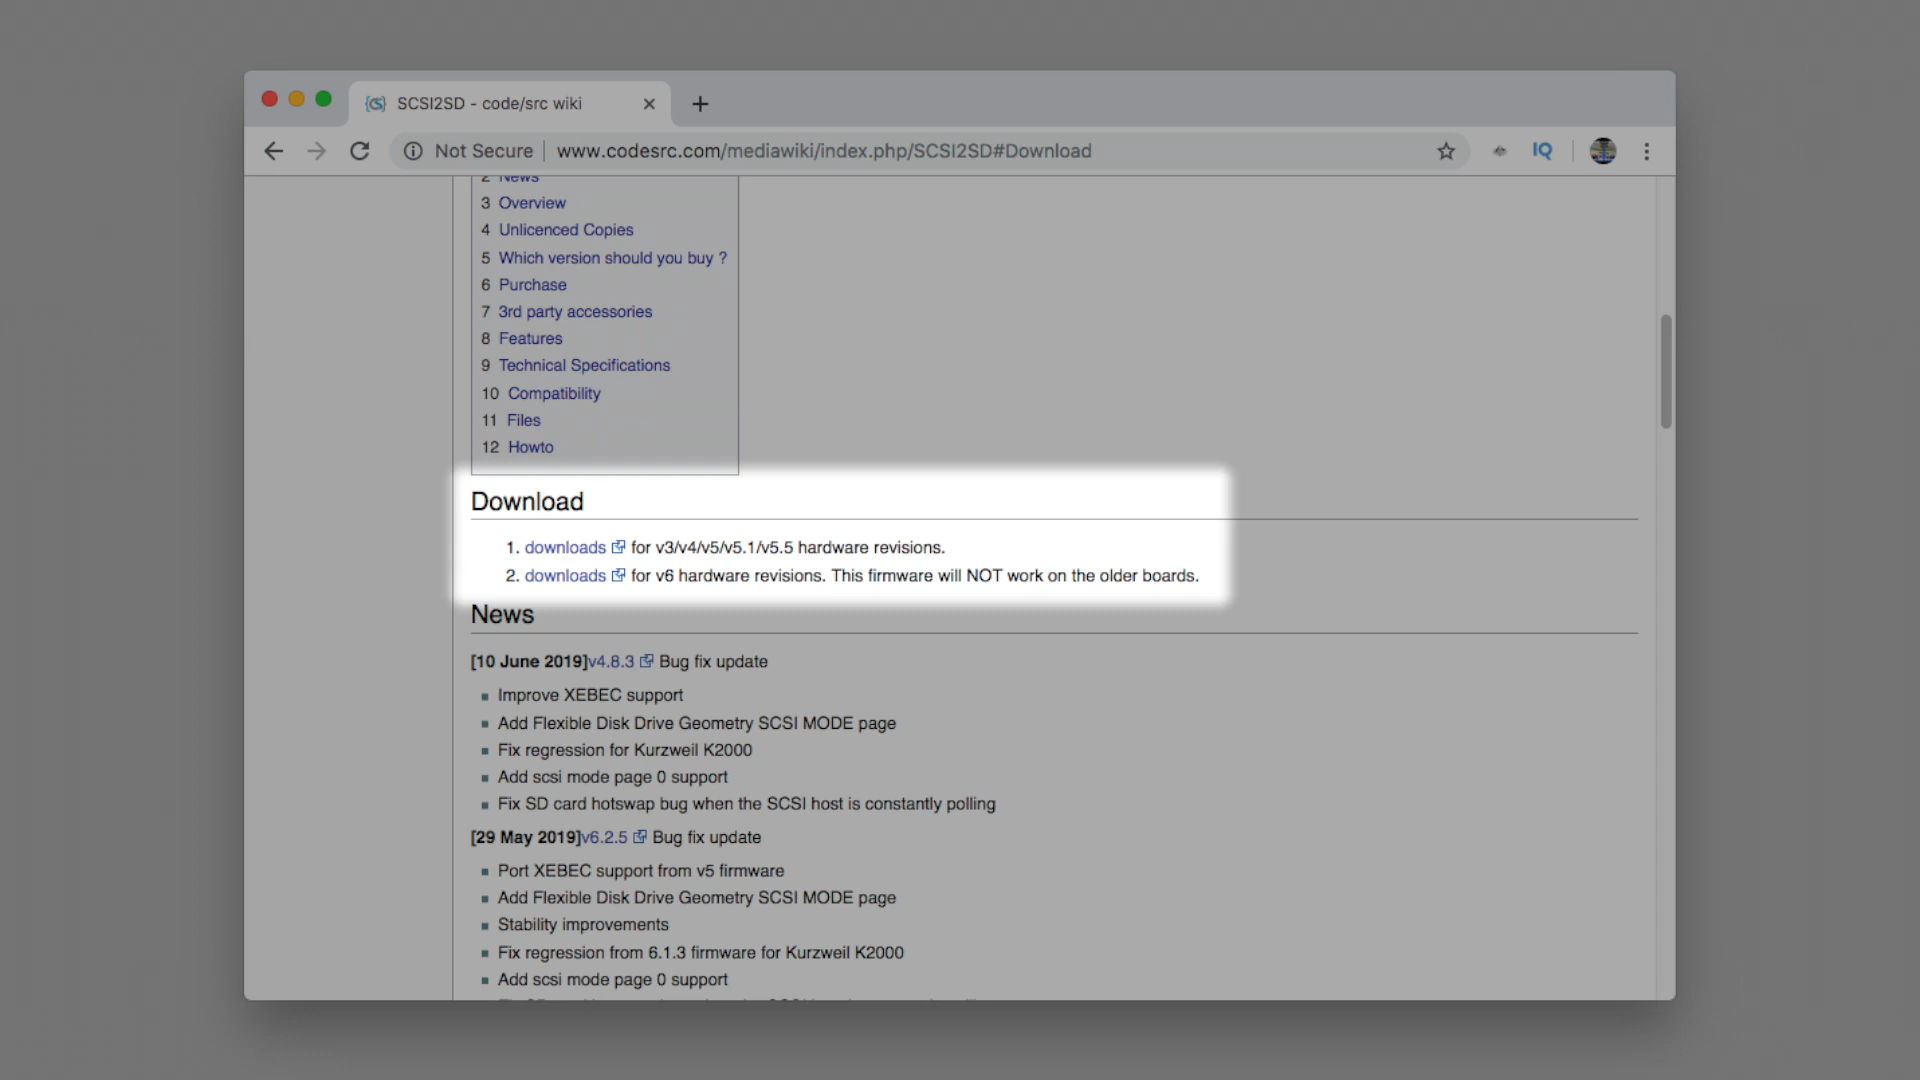 SCSI2SD - code/src wiki
Not Secure www.codesrc.com/mediawiki/index.php/SCSI2SD#Download
IQ
2 News
3 Overview
4 Unlicenced Copies
5 Which version should you buy ?
6 Purchase
7 3rd party accessories
8 Features
9 Technical Specifications
10 Compatibility
11 Files
12 Howto
Download
1. downloads for v3/v4/v5/v5.1/v5.5 hardware revisions.
2. downloads for v6 hardware revisions. This firmware will NOT work on the older boards.
News
[10 June 2019]v4.8.3 Bug fix update
Improve XEBEC support
Add Flexible Disk Drive Geometry SCSI MODE page
Fix regression for Kurzweil K2000
Add scsi mode page 0 support
Fix SD card hotswap bug when the SCSI host is constantly polling
[29 May 2019]v6.2.5 Bug fix update
Port XEBEC support from v5 firmware
Add Flexible Disk Drive Geometry SCSI MODE page
Stability improvements
Fix regression from 6.1.3 firmware for Kurzweil K2000
Add scsi mode page 0 support